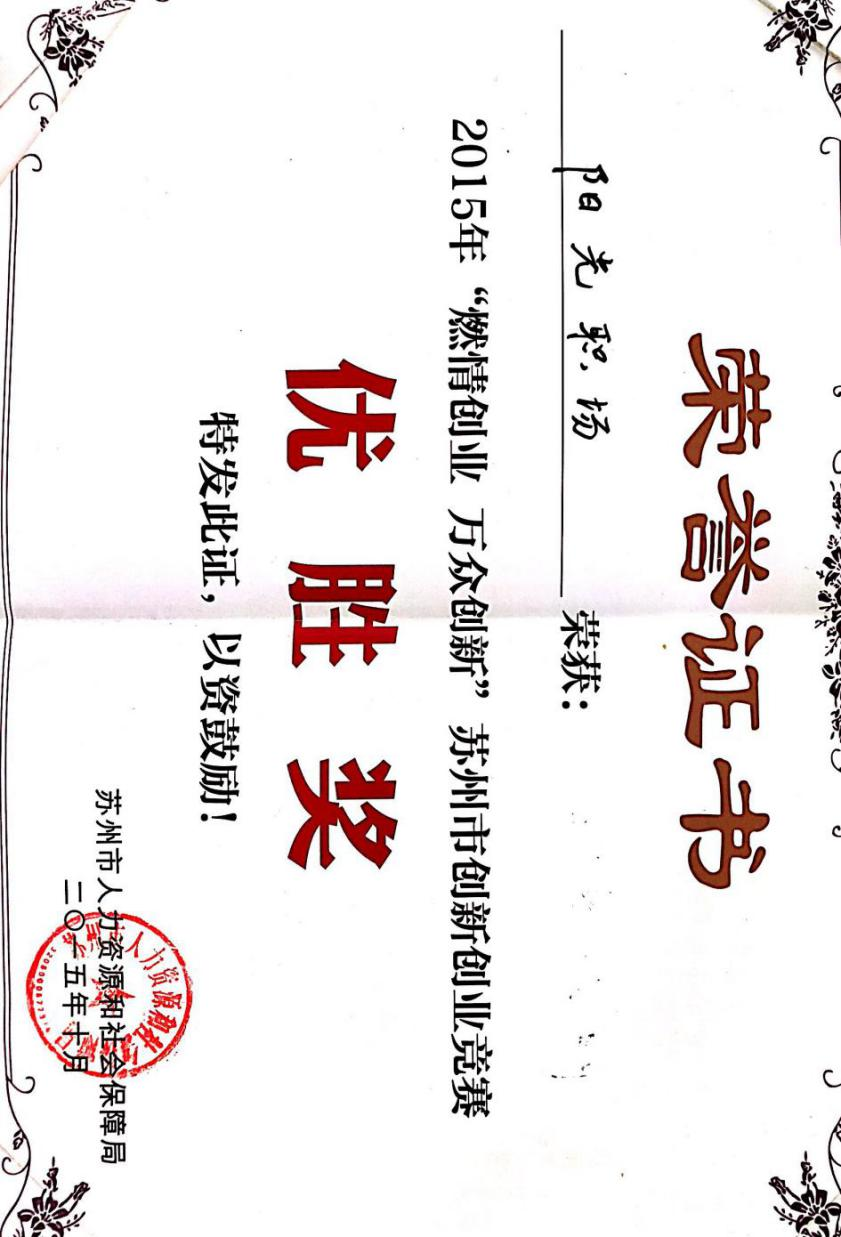 荣誉证书
阳光职场 荣获：
2015年“燃情创业 万众创新”苏州市创新创业竞赛
优胜奖
特发此证，以资鼓励！
苏州市人力资源和社会保障局
二〇一五年十月